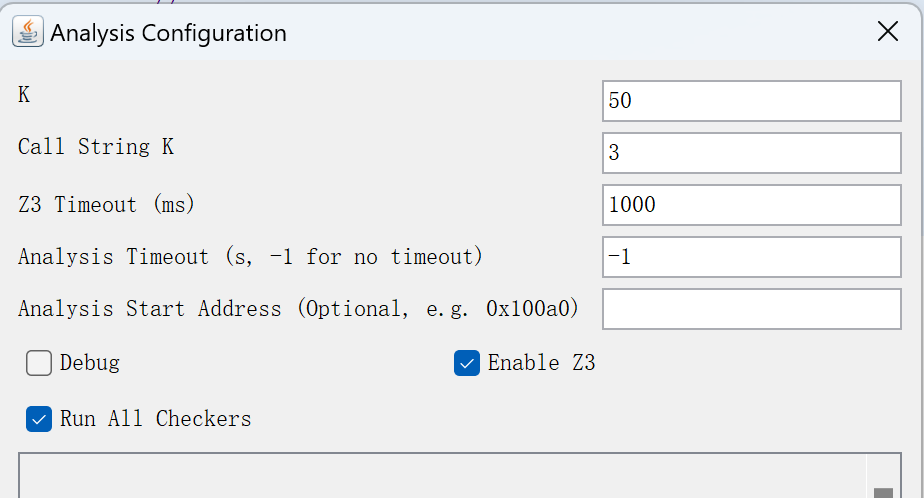 Analysis Configuration
K
50
Call String K
3
Z3 Timeout (ms)
1000
Analysis Timeout (s, -1 for no timeout)
-1
Analysis Start Address (Optional, e.g. 0x100a0)
Debug
Enable Z3
Run All Checkers